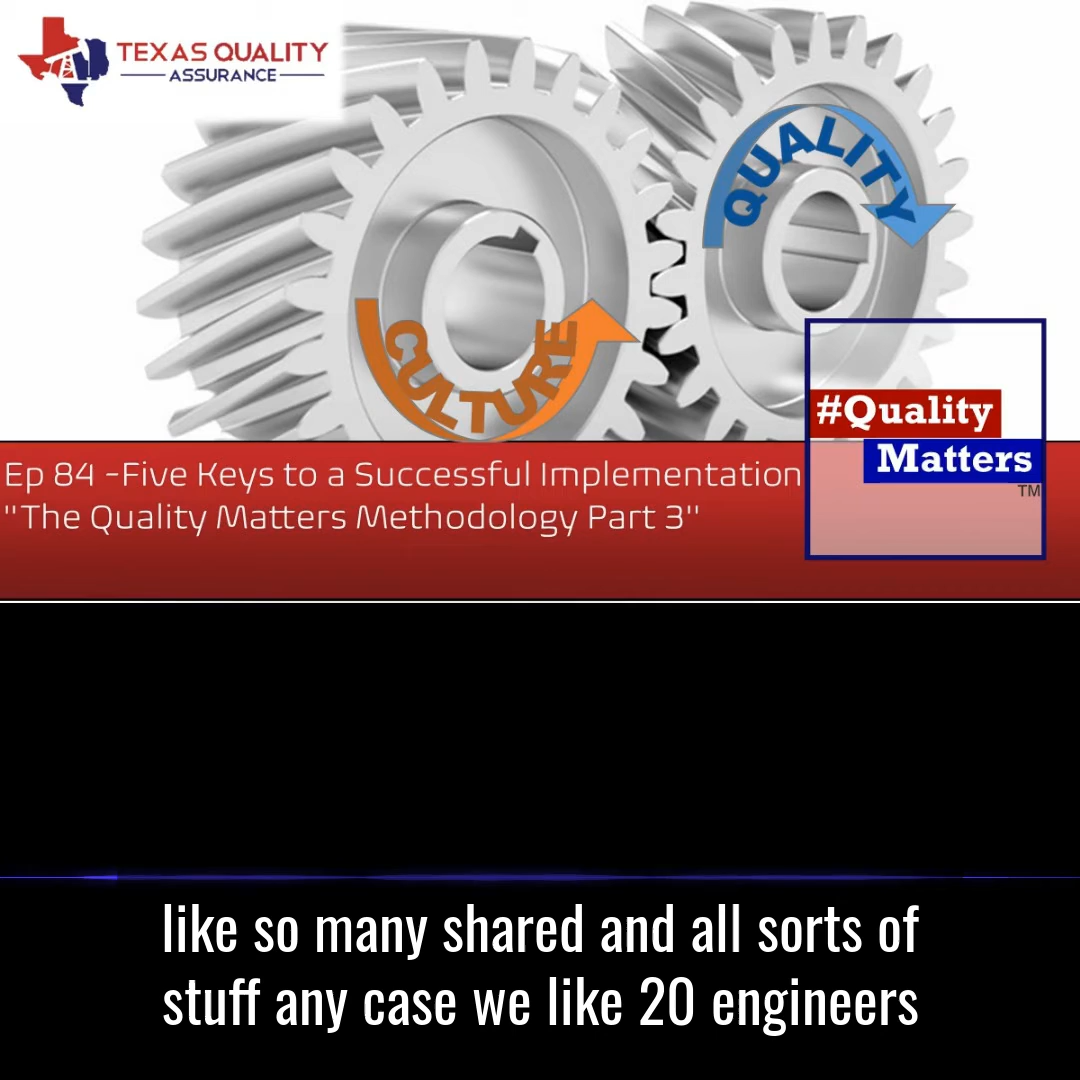 TEXAS QUALITY
ASSURANCE
QUALITY
CULTURE
#Quality
Matters
TM
Ep 84 -Five Keys to a Successful Implementation
"The Quality Matters Methodology Part 3"
like so many shared and all sorts of
stuff any case we like 20 engineers